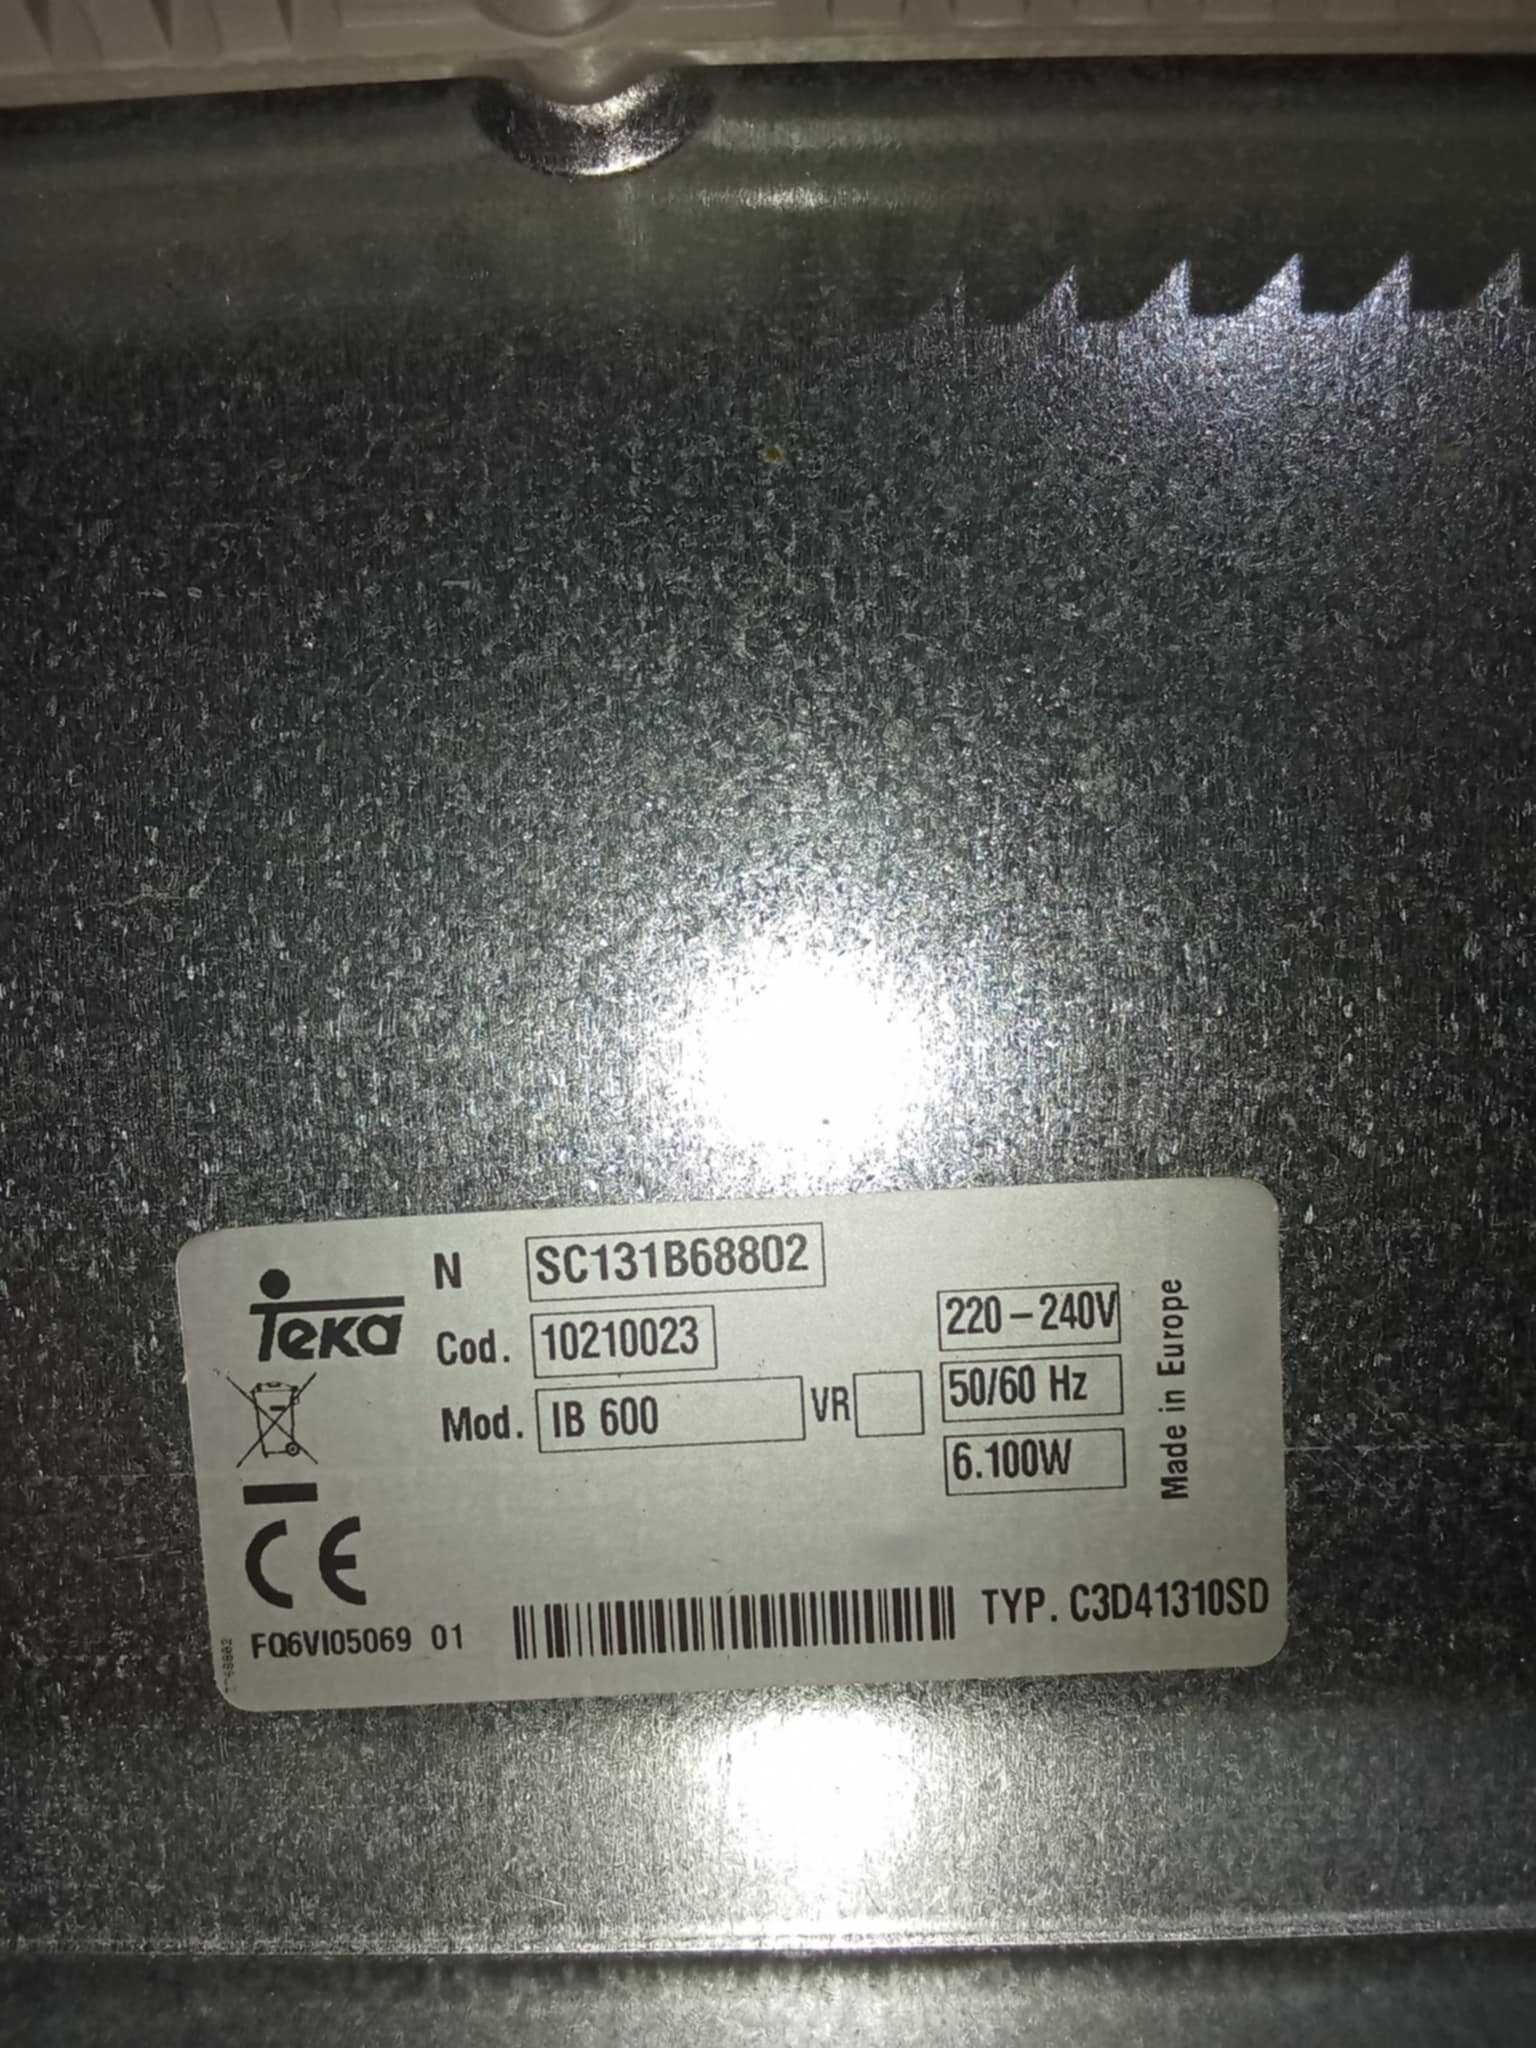 Teka
N SC131B68802
Cod. 10210023
Mod. IB 600 VR
220-240V
50/60 Hz
6.100W
Made in Europe
CE
FQ6VI05069 01
TYP. C3D41310SD